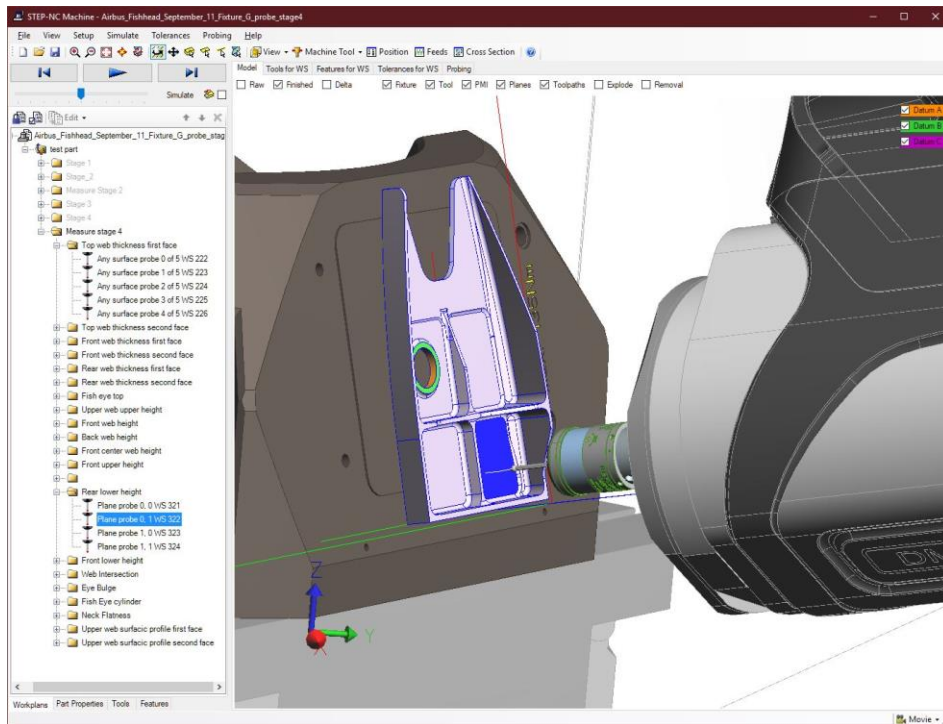 STEP-NC Machine - Airbus_Fishhead_September_11_Fixture_G_probe_stage4
File View Setup Simulate Tolerances Probing Help
View Machine Tool Position Feeds Cross Section
Model Tools for WS Features for WS Tolerances for WS Probing
Simulate
Raw Finished Delta Fixture Tool PMI Planes Toolpaths Explode Removal
Edit
Datum A
Datum B
Datum C
Airbus_Fishhead_September_11_Fixture_G_probe_stag
test part
Stage 1
Stage_2
Measure Stage 2
Stage 3
Stage 4
Measure stage 4
Top web thickness first face
Any surface probe 0 of 5 WS 222
Any surface probe 1 of 5 WS 223
Any surface probe 2 of 5 WS 224
Any surface probe 3 of 5 WS 225
Any surface probe 4 of 5 WS 226
Top web thickness second face
Front web thickness first face
Front web thickness second face
Rear web thickness first face
Rear web thickness second face
Fish eye top
Upper web upper height
Front web height
Back web height
Front center web height
Front upper height
Rear lower height
Plane probe 0, 0 WS 321
Plane probe 0, 1 WS 322
Plane probe 1, 0 WS 323
Plane probe 1, 1 WS 324
Front lower height
Web Intersection
Eye Bulge
Fish Eye cylinder
Neck Flatness
Upper web surfacic profile first face
Upper web surfacic profile second face
Z
Y
X
Workplans Part Properties Tools Features
Movie